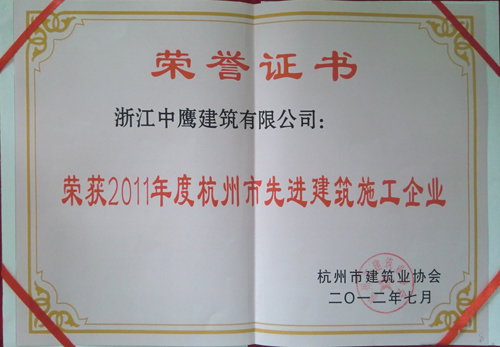 荣誉证书
浙江中鹰建筑有限公司：
荣获2011年度杭州市先进建筑施工企业
杭州市建筑业协会
二〇一二年七月